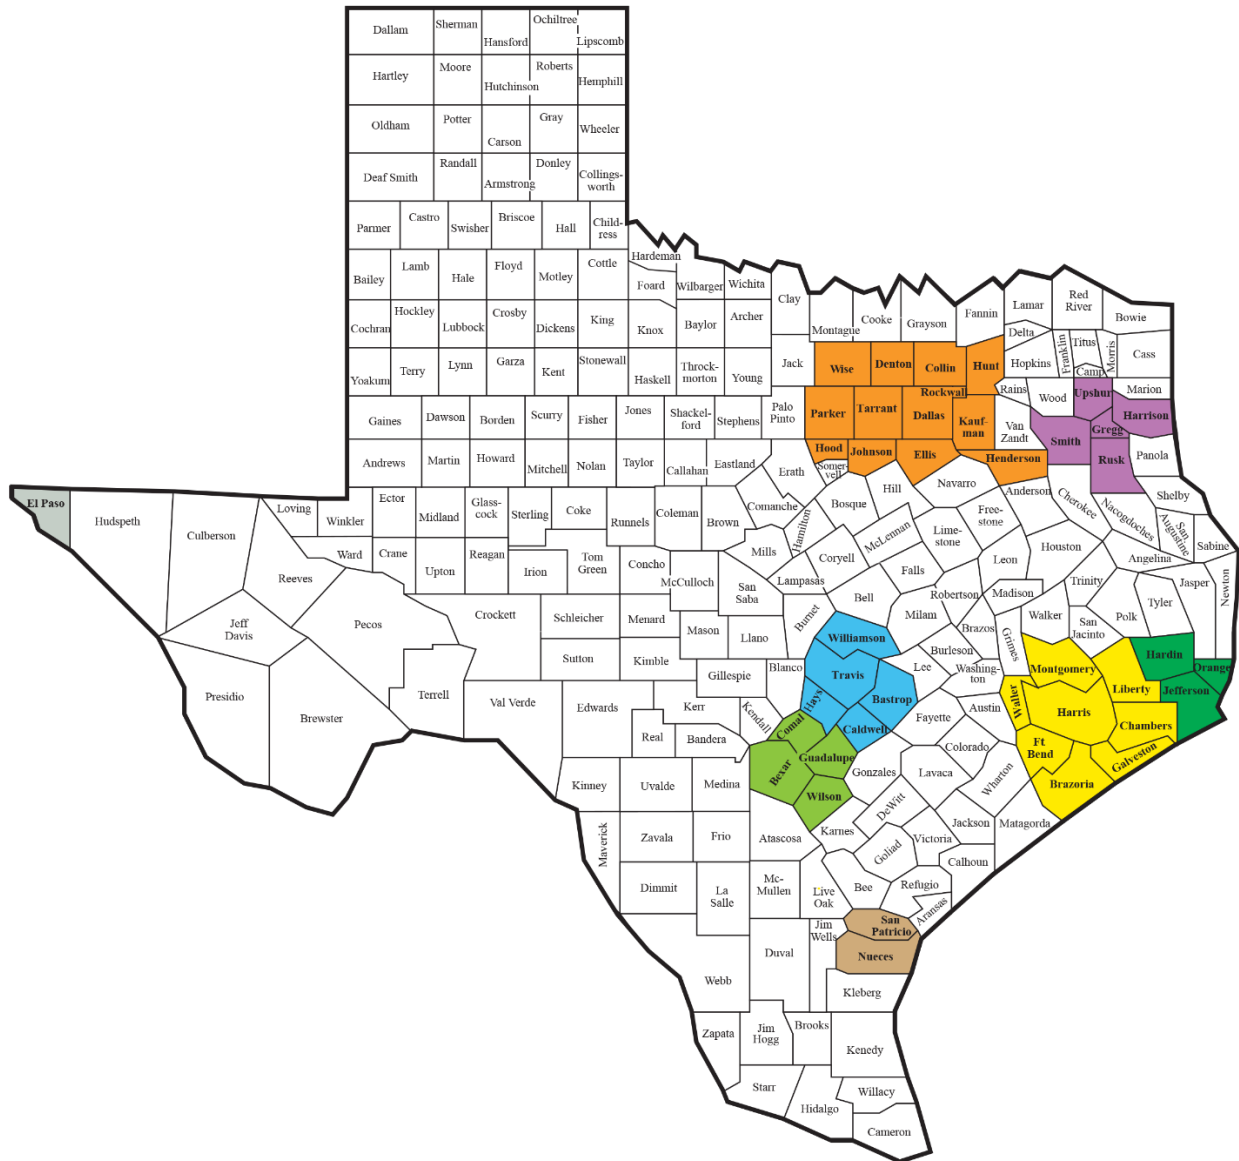 Dallam
Sherman
Hansford
Ochiltree
Lipscomb
Hartley
Moore
Hutchinson
Roberts
Hemphill
Oldham
Potter
Carson
Gray
Wheeler
Deaf Smith
Randall
Armstrong
Donley
Collings-
worth
Parmer
Castro
Swisher
Briscoe
Hall
Child-
ress
Bailey
Lamb
Hale
Floyd
Motley
Cottle
Hardeman
Foard
Wilbarger
Wichita
Clay
Montague
Cooke
Grayson
Fannin
Lamar
Red
River
Bowie
Cochran
Hockley
Lubbock
Crosby
Dickens
King
Knox
Baylor
Archer
Jack
Wise
Denton
Collin
Hunt
Delta
Hopkins
Franklin
Titus
Camp
Morris
Cass
Yoakum
Terry
Lynn
Garza
Kent
Stonewall
Haskell
Throck-
morton
Young
Rockwall
Rains
Wood
Upshur
Marion
Harrison
Gaines
Dawson
Borden
Scurry
Fisher
Jones
Shackel-
ford
Stephens
Palo
Pinto
Parker
Tarrant
Dallas
Kauf-
man
Van
Zandt
Smith
Gregg
Rusk
Panola
Andrews
Martin
Howard
Mitchell
Nolan
Taylor
Callahan
Eastland
Erath
Hood
Somer-
vell
Johnson
Ellis
Henderson
El Paso
Hudspeth
Culberson
Loving
Winkler
Ector
Midland
Glass-
cock
Sterling
Coke
Runnels
Coleman
Brown
Comanche
Hamilton
Bosque
Hill
Navarro
Anderson
Cherokee
Nacogdoches
Shelby
San
Augustine
Sabine
Reeves
Ward
Crane
Upton
Reagan
Irion
Tom
Green
Concho
McCulloch
Mills
San
Saba
Lampasas
Coryell
McLennan
Lime-
stone
Free-
stone
Falls
Leon
Houston
Angelina
Trinity
Polk
Tyler
Jasper
Newton
Jeff
Davis
Pecos
Crockett
Schleicher
Menard
Mason
Llano
Burnet
Bell
Milam
Robertson
Madison
Brazos
Grimes
Walker
San
Jacinto
Presidio
Brewster
Terrell
Val Verde
Sutton
Kimble
Gillespie
Blanco
Williamson
Travis
Hays
Bastrop
Caldwell
Lee
Burleson
Washing-
ton
Montgomery
Liberty
Hardin
Orange
Jefferson
Edwards
Kerr
Real
Bandera
Kendall
Comal
Guadalupe
Bexar
Wilson
Fayette
Austin
Waller
Harris
Chambers
Ft
Bend
Galveston
Brazoria
Kinney
Uvalde
Medina
Gonzales
Lavaca
Colorado
Wharton
Matagorda
Maverick
Zavala
Frio
Atascosa
Karnes
DeWitt
Goliad
Victoria
Jackson
Calhoun
Dimmit
La
Salle
Mc-
Mullen
Live
Oak
Bee
Refugio
Aransas
San
Patricio
Nueces
Jim
Wells
Duval
Webb
Kleberg
Zapata
Jim
Hogg
Brooks
Kenedy
Starr
Hidalgo
Willacy
Cameron